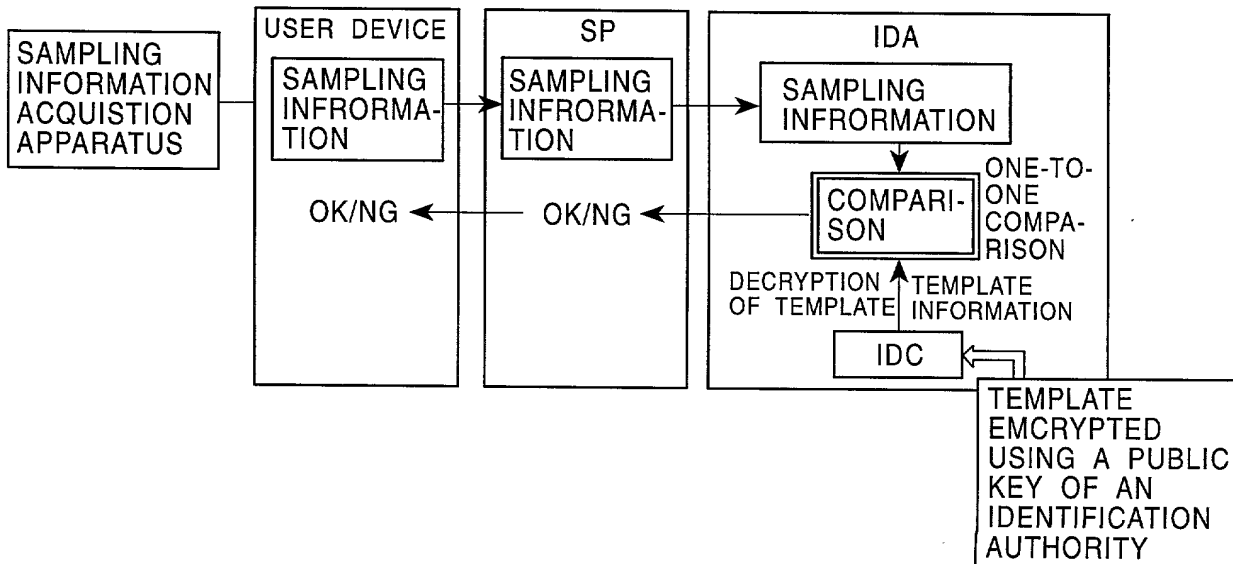 SAMPLING
INFORMATION
ACQUISTION
APPARATUS
USER DEVICE
SAMPLING
INFRORMA-
TION
OK/NG
SP
SAMPLING
INFRORMA-
TION
OK/NG
IDA
SAMPLING
INFRORMATION
COMPARI-
SON
ONE-TO-
ONE
COMPA-
RISON
DECRYPTION
OF TEMPLATE
TEMPLATE
INFORMATION
IDC
TEMPLATE
EMCRYPTED
USING A PUBLIC
KEY OF AN
IDENTIFICATION
AUTHORITY